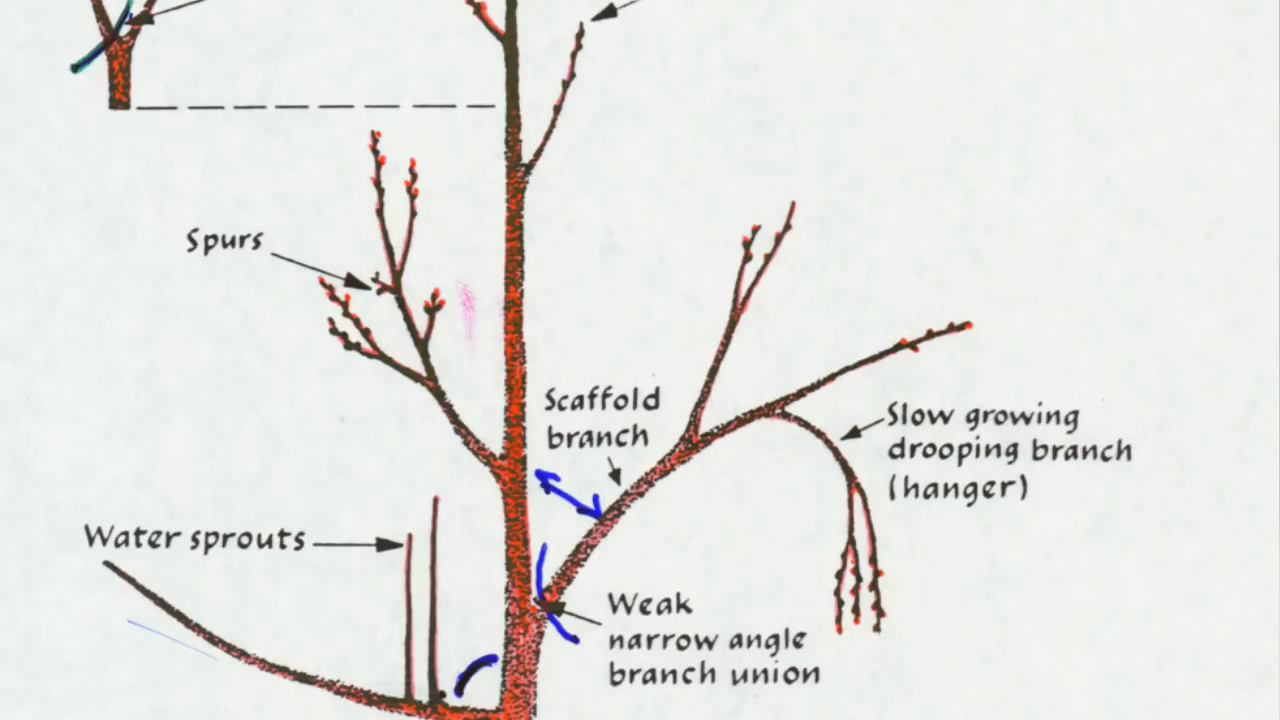 Spurs
Scaffold
branch
Slow growing
drooping branch
(hanger)
Water sprouts
Weak
narrow angle
branch union